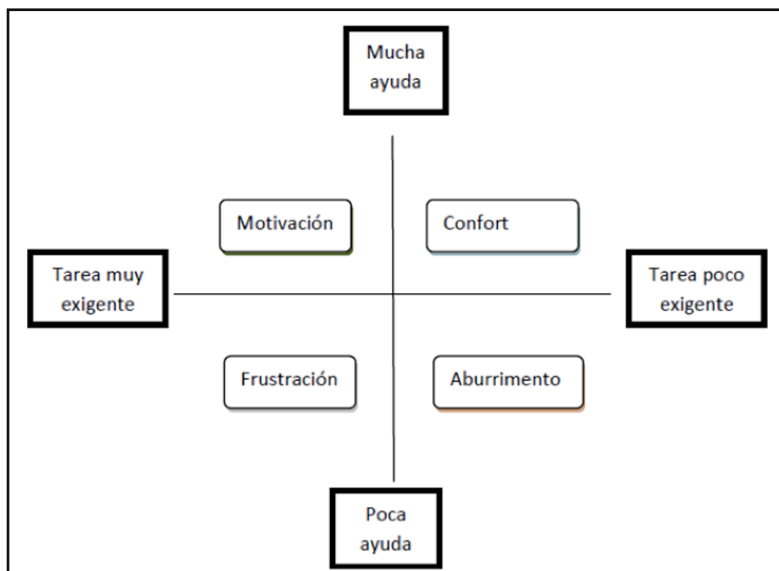 Mucha
ayuda
Motivación
Confort
Tarea muy
exigente
Tarea poco
exigente
Frustración
Aburrimento
Poca
ayuda